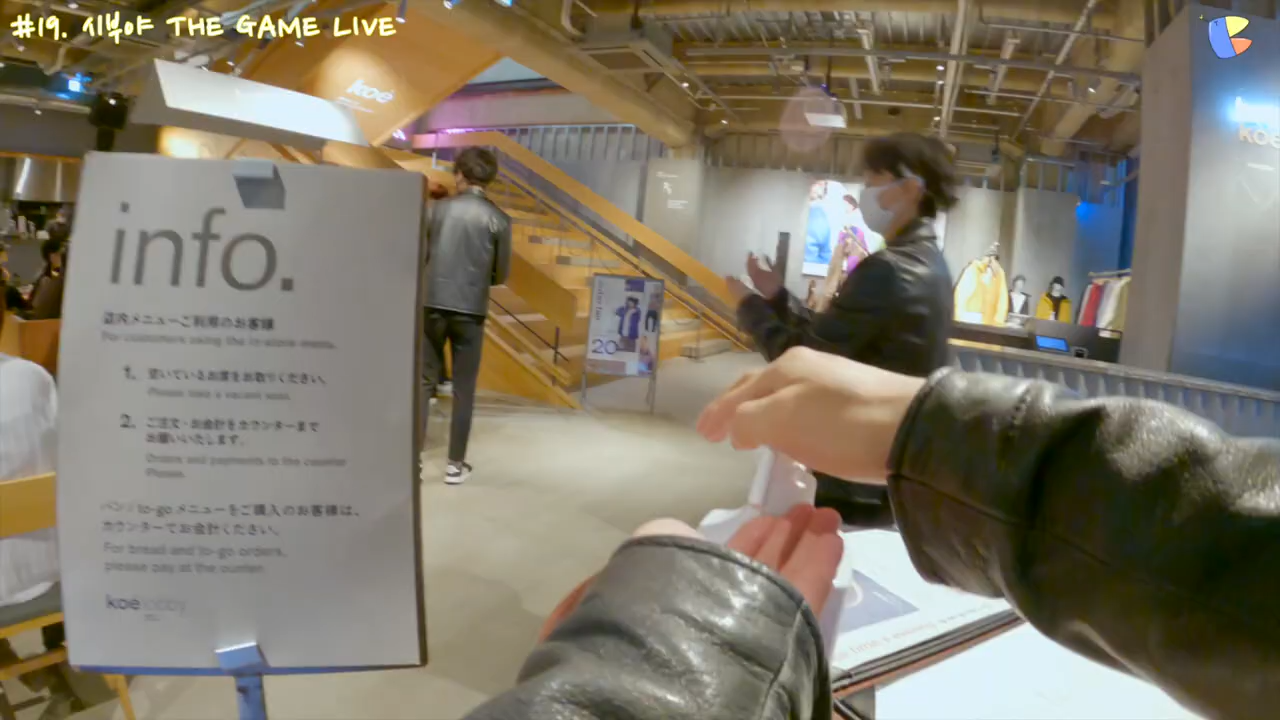 #19. 시부야 THE GAME LIVE
koé
info.
店内メニューご利用のお客様
For customers using the in-store menu.
1. 空いているお席をお取りください。
Please take a vacant seat.
2. ご注文・お会計をカウンターまで
お願いいたします。
Orders and payments to the counter
Please.
パン/to-goメニューをご購入のお客様は、
カウンターでお会計ください。
For bread and to-go orders,
please pay at the counter.
koé lobby
20
koé